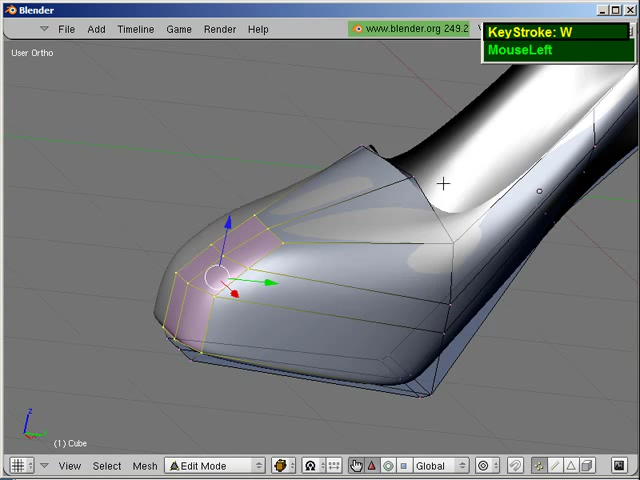 Blender
File Add Timeline Game Render Help
www.blender.org 249.2
KeyStroke: W
MouseLeft
User Ortho
z
(1) Cube
View Select Mesh Edit Mode Global